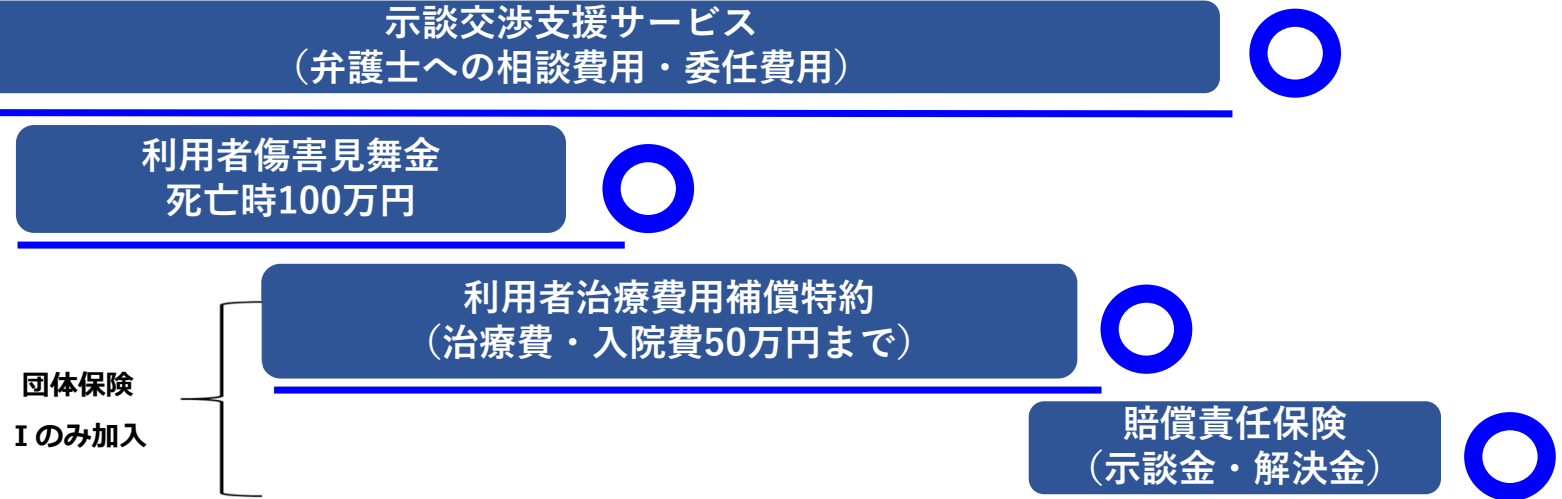 示談交渉支援サービス
（弁護士への相談費用・委任費用）
利用者傷害見舞金
死亡時100万円
利用者治療費用補償特約
（治療費・入院費50万円まで）
団体保険
Ⅰのみ加入
賠償責任保険
（示談金・解決金）